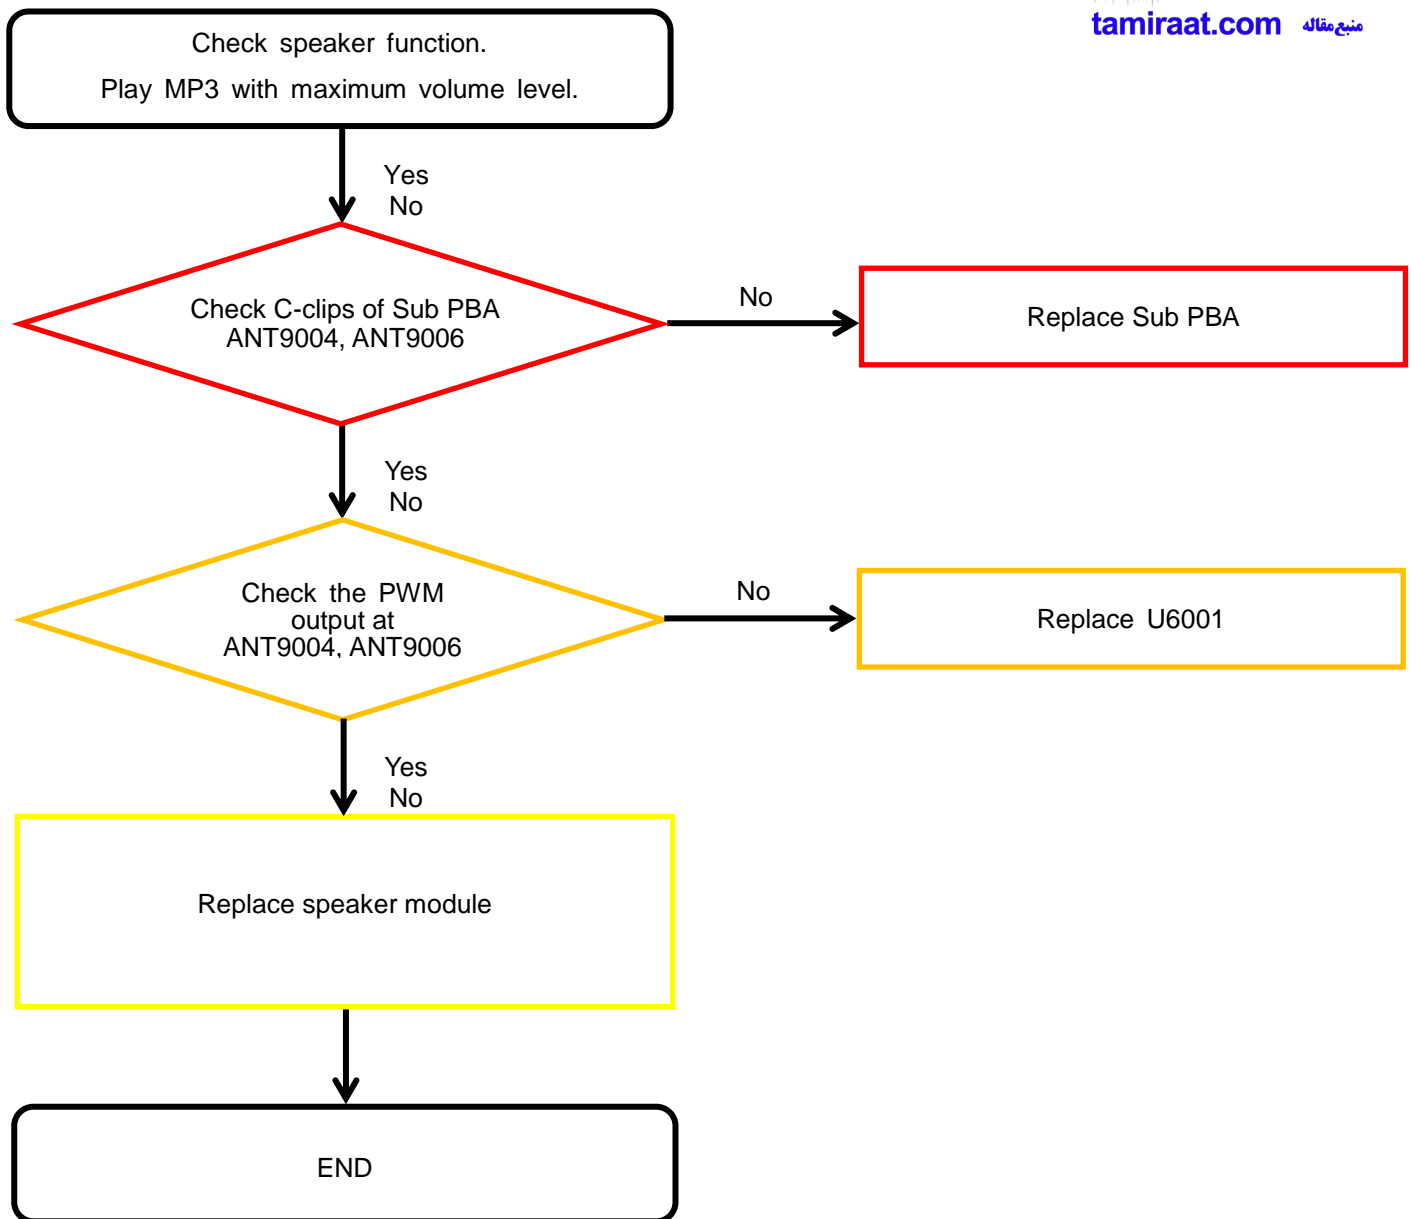 tamiraat.com منبع مقاله
Check speaker function.
Play MP3 with maximum volume level.
Yes
No
Check C-clips of Sub PBA
ANT9004, ANT9006
No
Replace Sub PBA
Yes
No
Check the PWM
output at
ANT9004, ANT9006
No
Replace U6001
Yes
No
Replace speaker module
END